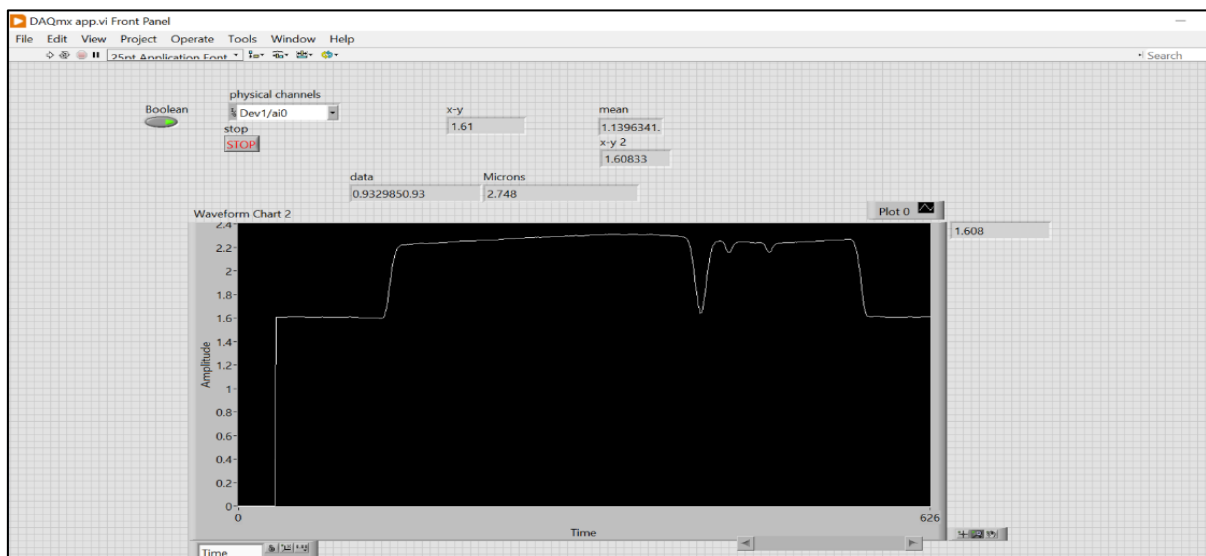 DAQmx app.vi Front Panel
File Edit View Project Operate Tools Window Help
25pt Application Font
Search
physical channels
Boolean
Dev1/ai0
x-y
mean
1.61
1.1396341.
stop
STOP
x-y 2
1.60833
data
Microns
0.9329850.93
2.748
Waveform Chart 2
Plot 0
1.608
2.4
2.2
2
1.8
1.6
1.4
1.2
1
0.8
0.6
0.4
0.2
0
Amplitude
0
626
Time
Time